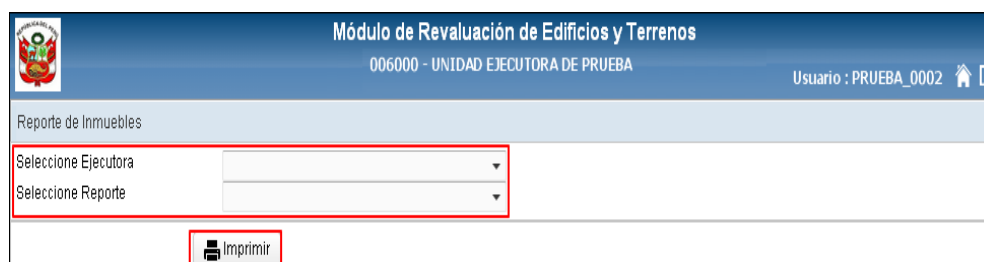 Módulo de Revaluación de Edificios y Terrenos
006000 - UNIDAD EJECUTORA DE PRUEBA
Usuario : PRUEBA_0002
Reporte de Inmuebles
Seleccione Ejecutora
Seleccione Reporte
Imprimir